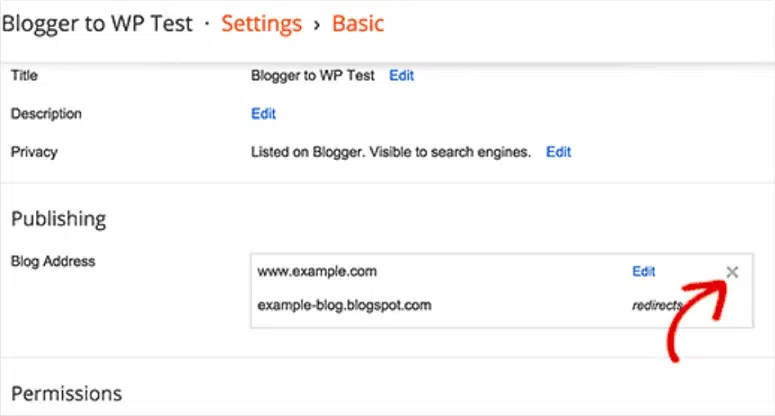 Blogger to WP Test · Settings › Basic
Title Blogger to WP Test Edit
Description Edit
Privacy Listed on Blogger. Visible to search engines. Edit
Publishing
Blog Address www.example.com Edit
example-blog.blogspot.com redirects
Permissions